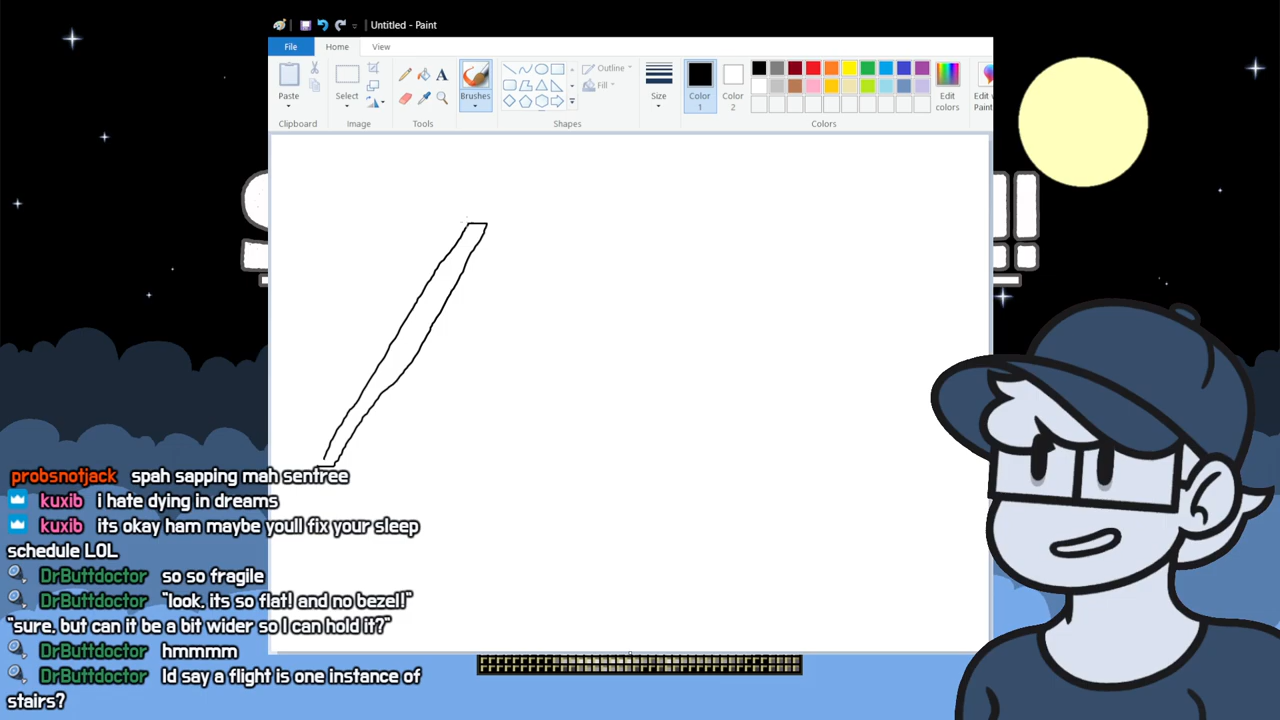 Untitled - Paint
File
Home
View
Paste
Select
Brushes
Outline
Fill
Size
Color 1
Color 2
Edit colors
Edit w
Paint
Clipboard
Image
Tools
Shapes
Colors
probsnotjack spah sapping mah sentree
kuxib i hate dying in dreams
kuxib its okay ham maybe youll fix your sleep
schedule LOL
DrButtdoctor so so fragile
DrButtdoctor "look, its so flat! and no bezel!"
"sure, but can it be a bit wider so I can hold it?"
DrButtdoctor hmmmm
DrButtdoctor Id say a flight is one instance of
stairs?